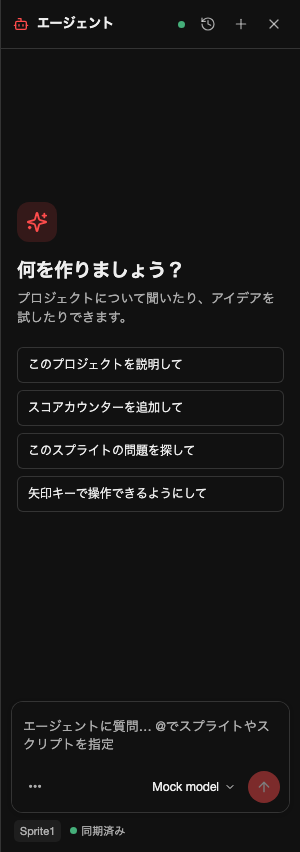 エージェント
何を作りましょう？
プロジェクトについて聞いたり、アイデアを
試したりできます。
このプロジェクトを説明して
スコアカウンターを追加して
このスプライトの問題を探して
矢印キーで操作できるようにして
エージェントに質問... @でスプライトやス
クリプトを指定
Mock model
Sprite1
同期済み